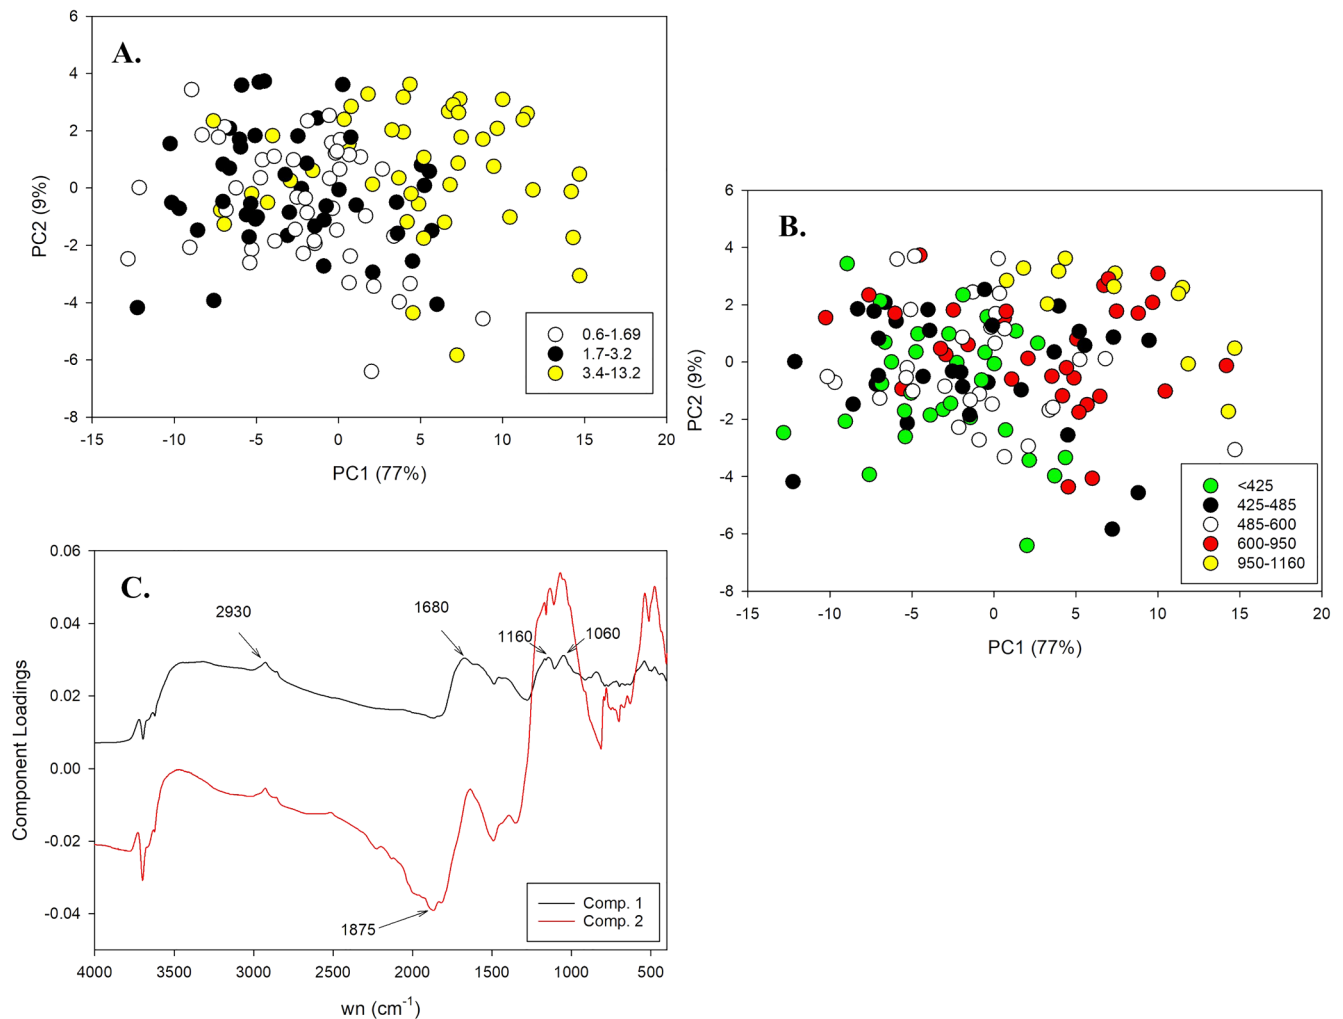 A.
6
4
2
0
-2
-4
-6
-8
PC2 (9%)
-15 -10 -5 0 5 10 15 20
PC1 (77%)
0.6-1.69
1.7-3.2
3.4-13.2
B.
6
4
2
0
-2
-4
-6
-8
PC2 (9%)
-15 -10 -5 0 5 10 15 20
PC1 (77%)
<425
425-485
485-600
600-950
950-1160
C.
0.06
0.04
0.02
0.00
-0.02
-0.04
Component Loadings
2930
1680
1160
1060
1875
Comp. 1
Comp. 2
4000 3500 3000 2500 2000 1500 1000 500
wn (cm-1)